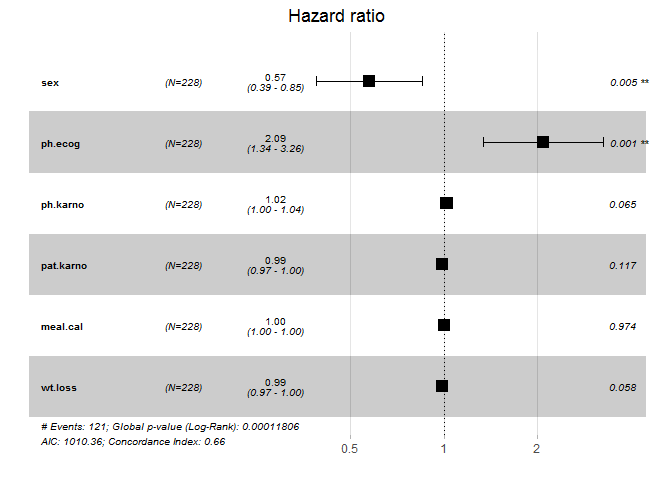 Hazard ratio
sex (N=228) 0.57 (0.39 - 0.85) 0.005 **
ph.ecog (N=228) 2.09 (1.34 - 3.26) 0.001 **
ph.karno (N=228) 1.02 (1.00 - 1.04) 0.065
pat.karno (N=228) 0.99 (0.97 - 1.00) 0.117
meal.cal (N=228) 1.00 (1.00 - 1.00) 0.974
wt.loss (N=228) 0.99 (0.97 - 1.00) 0.058
# Events: 121; Global p-value (Log-Rank): 0.00011806
AIC: 1010.36; Concordance Index: 0.66
0.5 1 2